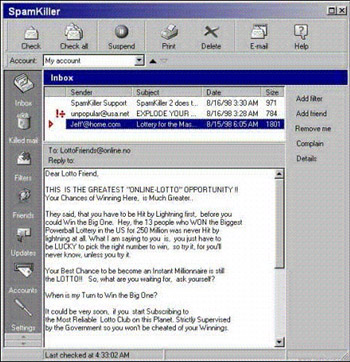 SpamKiller
Check
Check all
Suspend
Print
Delete
E-mail
Help
Account: My account
Inbox
Sender Subject Date Size
SpamKiller Support SpamKiller 2 does t... 8/16/98 3:30 AM 971
unpopular@usa.net EXPLODE YOUR ... 8/16/98 3:28 AM 784
Jeff@home.com Lottery for the Mas... 8/15/98 6:05 AM 1801
Add filter
Add friend
Remove me
Complain
Details
Inbox
Killed mail
Filters
Friends
Updates
Accounts
Settings
To: LottoFriends@online.no
Reply to:
Dear Lotto Friend,
THIS IS THE GREATEST "ONLINE-LOTTO" OPPORTUNITY !!
Your Chances of Winning Here, is Much Greater..
They said, that you have to be Hit by Lightning first, before you
could Win the Big One. Hey, the 13 people who WON the Biggest
Powerball Lottery in the US for 250 Million was never Hit by
lightning at all. What I am saying to you is, you just have to
be LUCKY to pick the right number to win, so try it, for you'll
never know, unless you try it.
Your Best Chance to be become an Instant Millionnaire is still
the LOTTO!! So, what are you waiting for, ask yourself?
When is my Turn to Win the Big One?
It could be very soon, if you start Subscribing to
the Most Reliable Lotto Club on this Planet, Strictly Supervised
by the Government so you won't be cheated of your Winnings.
Last checked at 4:33:02 AM